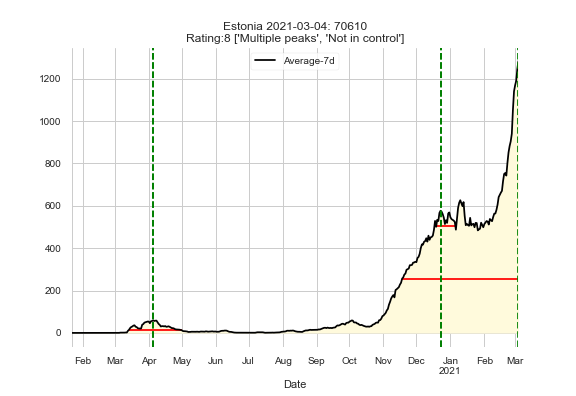 Estonia 2021-03-04: 70610
Rating:8 ['Multiple peaks', 'Not in control']
Average-7d
1200
1000
800
600
400
200
0
Feb Mar Apr May Jun Jul Aug Sep Oct Nov Dec Jan Feb Mar
2021
Date